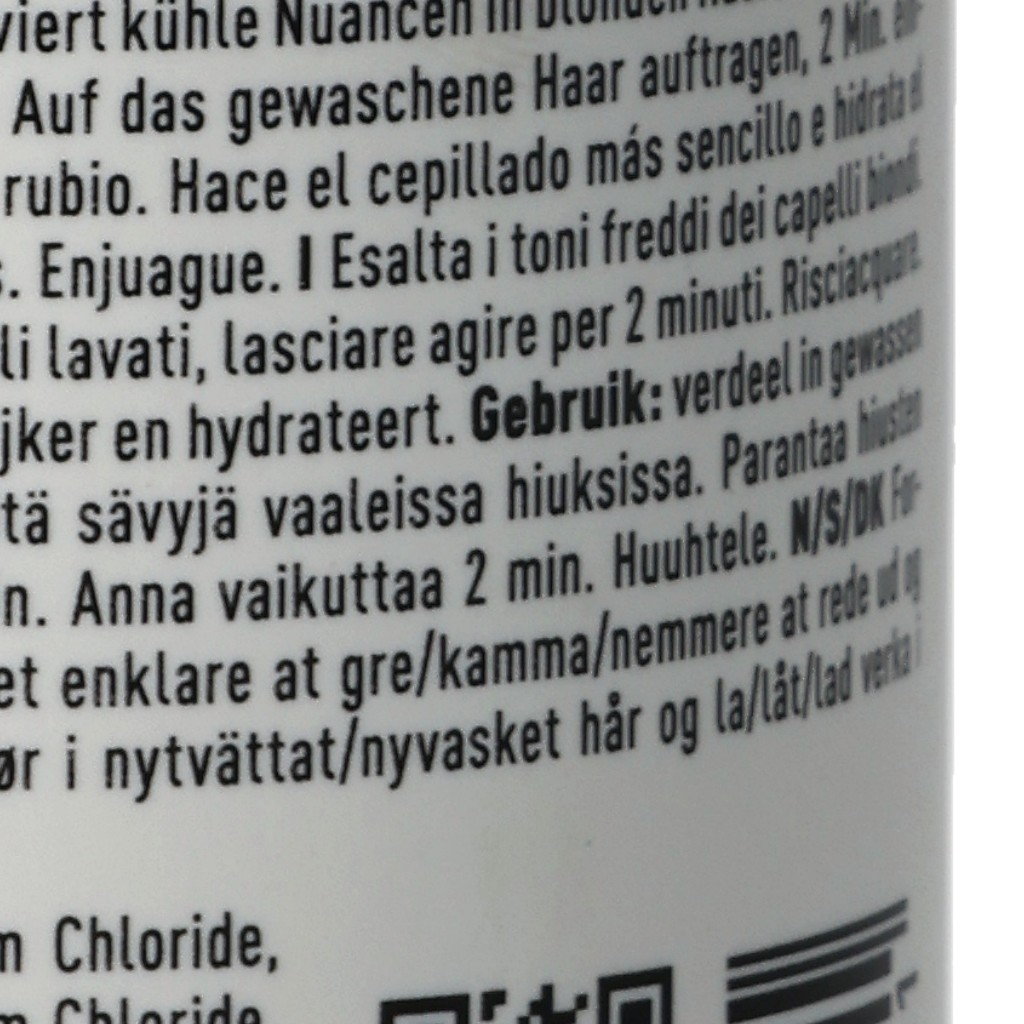 viert kühle Nuancen in blonden
Auf das gewaschene Haar auftragen, 2 Min. ein-
rubio. Hace el cepillado más sencillo e hidrata el
s. Enjuague. I Esalta i toni freddi dei capelli biondi.
li lavati, lasciare agire per 2 minuti. Risciacquare.
jker en hydrateert. Gebruik: verdeel in gewassen
tä sävyjä vaaleissa hiuksissa. Parantaa hiusten
n. Anna vaikuttaa 2 min. Huuhtele. N/S/DK For-
et enklare at gre/kamma/nemmere at rede ud og
ør i nytvättat/nyvasket hår og la/låt/lad verka i
m Chloride,
m Chloride